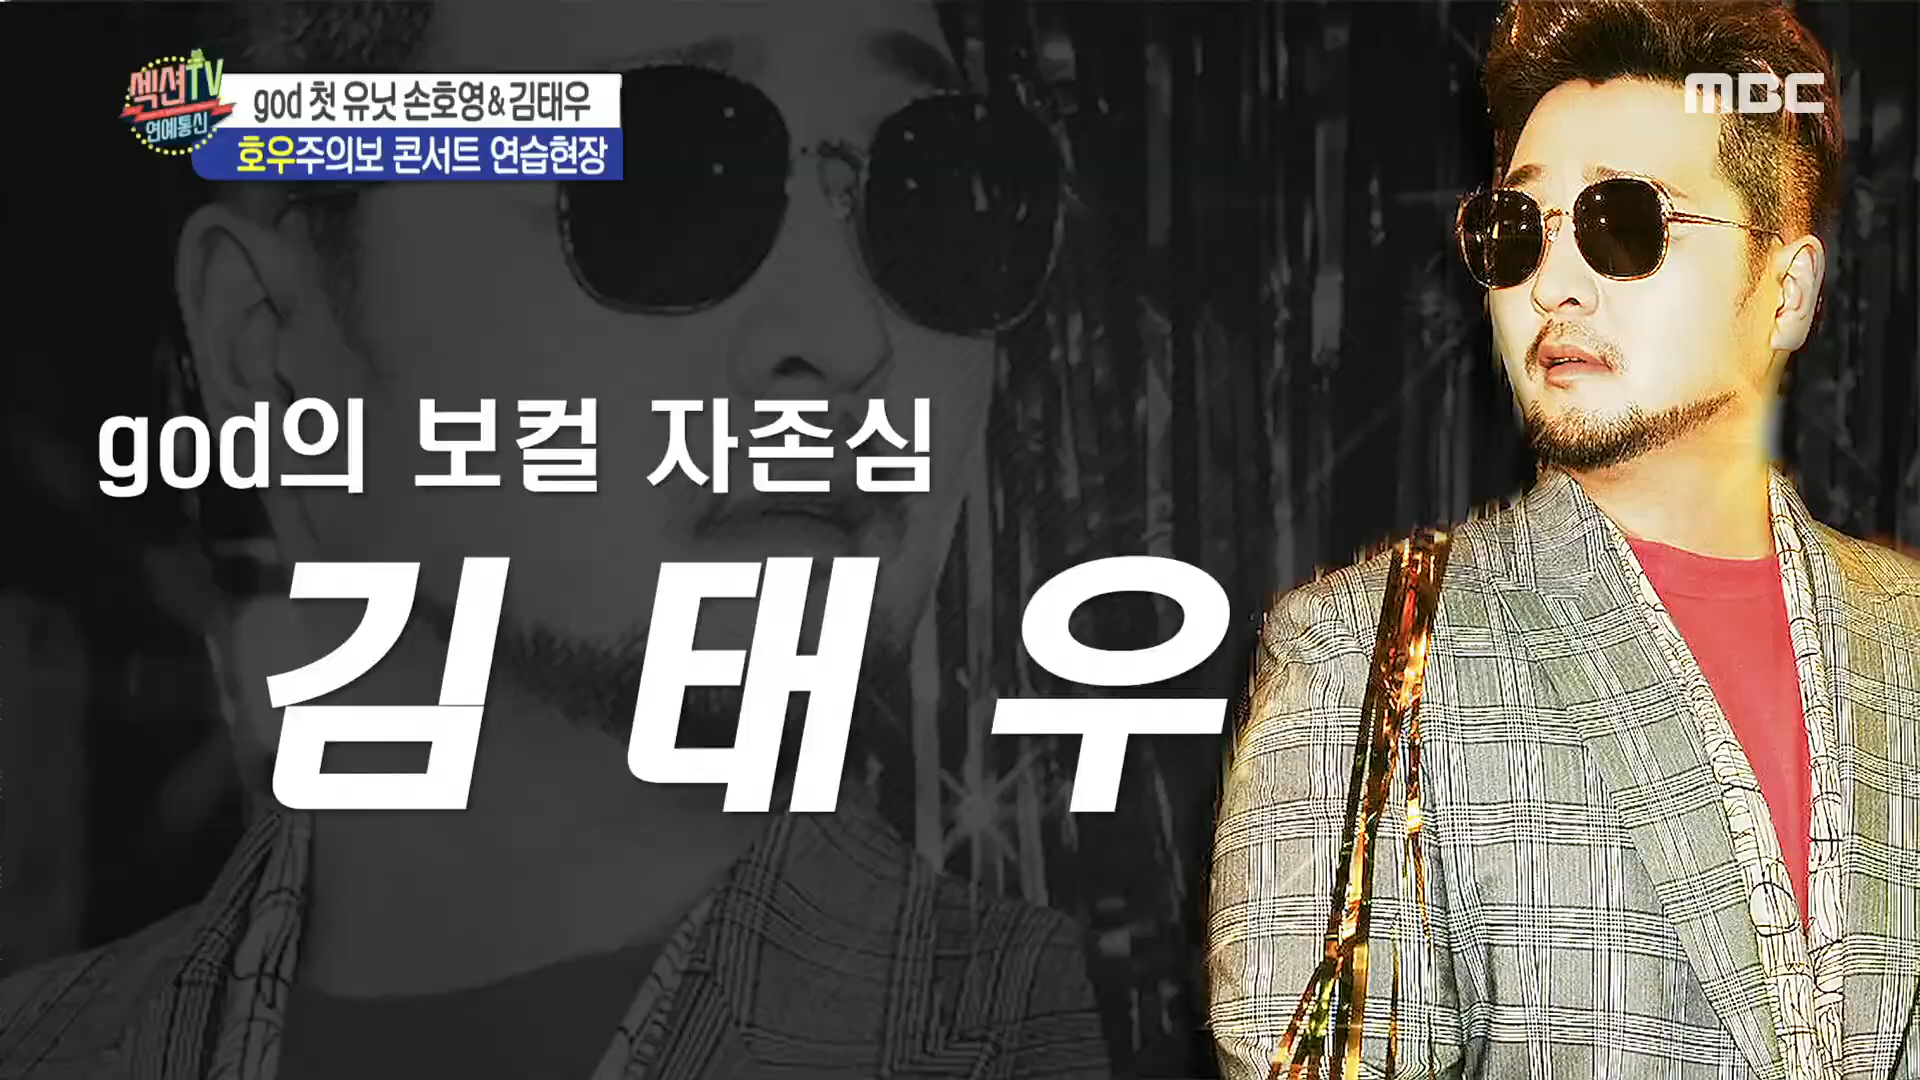 섹션TV
연예통신
god 첫 유닛 손호영&김태우
호우주의보 콘서트 연습현장
MBC
god의 보컬 자존심
김태우